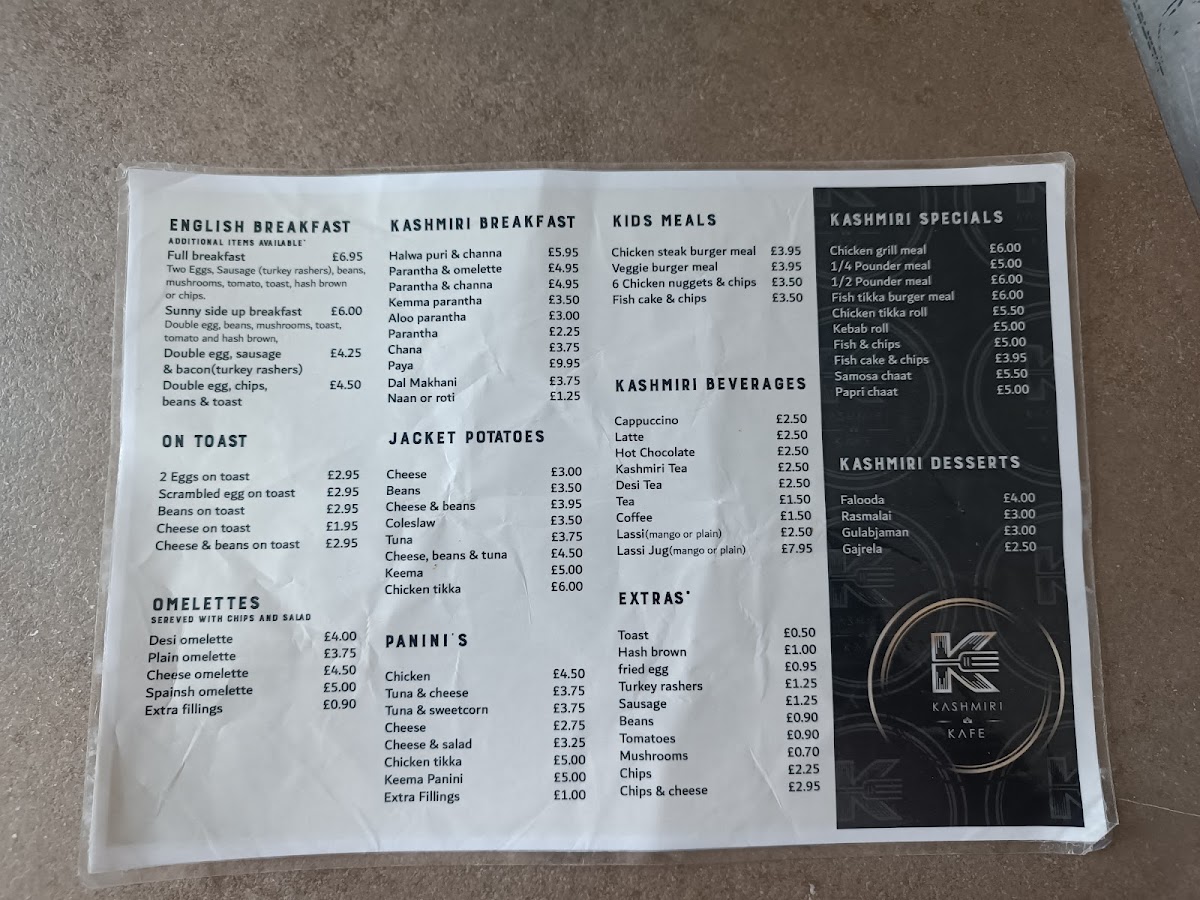 ENGLISH BREAKFAST
ADDITIONAL ITEMS AVAILABLE*
Full breakfast £6.95
Two Eggs, Sausage (turkey rashers), beans,
mushrooms, tomato, toast, hash brown
or chips.
Sunny side up breakfast £6.00
Double egg, beans, mushrooms, toast,
tomato and hash brown,
Double egg, sausage £4.25
& bacon(turkey rashers)
Double egg, chips, £4.50
beans & toast
ON TOAST
2 Eggs on toast £2.95
Scrambled egg on toast £2.95
Beans on toast £2.95
Cheese on toast £1.95
Cheese & beans on toast £2.95
OMELETTES
SEREVED WITH CHIPS AND SALAD
Desi omelette £4.00
Plain omelette £3.75
Cheese omelette £4.50
Spainsh omelette £5.00
Extra fillings £0.90
KASHMIRI BREAKFAST
Halwa puri & channa £5.95
Parantha & omelette £4.95
Parantha & channa £4.95
Kemma parantha £3.50
Aloo parantha £3.00
Parantha £2.25
Chana £3.75
Paya £9.95
Dal Makhani £3.75
Naan or roti £1.25
JACKET POTATOES
Cheese £3.00
Beans £3.50
Cheese & beans £3.95
Coleslaw £3.50
Tuna £3.75
Cheese, beans & tuna £4.50
Keema £5.00
Chicken tikka £6.00
PANINI'S
Chicken £4.50
Tuna & cheese £3.75
Tuna & sweetcorn £3.75
Cheese £2.75
Cheese & salad £3.25
Chicken tikka £5.00
Keema Panini £5.00
Extra Fillings £1.00
KIDS MEALS
Chicken steak burger meal £3.95
Veggie burger meal £3.95
6 Chicken nuggets & chips £3.50
Fish cake & chips £3.50
KASHMIRI BEVERAGES
Cappuccino £2.50
Latte £2.50
Hot Chocolate £2.50
Kashmiri Tea £2.50
Desi Tea £2.50
Tea £1.50
Coffee £1.50
Lassi(mango or plain) £2.50
Lassi Jug(mango or plain) £7.95
EXTRAS*
Toast £0.50
Hash brown £1.00
fried egg £0.95
Turkey rashers £1.25
Sausage £1.25
Beans £0.90
Tomatoes £0.90
Mushrooms £0.70
Chips £2.25
Chips & cheese £2.95
KASHMIRI SPECIALS
Chicken grill meal £6.00
1/4 Pounder meal £5.00
1/2 Pounder meal £6.00
Fish tikka burger meal £6.00
Chicken tikka roll £5.50
Kebab roll £5.00
Fish & chips £5.00
Fish cake & chips £3.95
Samosa chaat £5.50
Papri chaat £5.00
KASHMIRI DESSERTS
Falooda £4.00
Rasmalai £3.00
Gulabjaman £3.00
Gajrela £2.50
KASHMIRI
KAFE